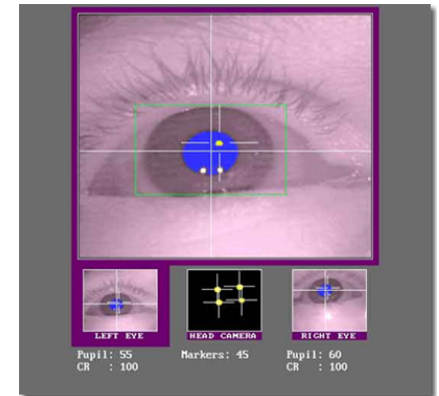 LEFT EYE
HEAD CAMERA
RIGHT EYE
Pupil: 55
Markers: 45
Pupil: 60
CR : 100
CR : 100